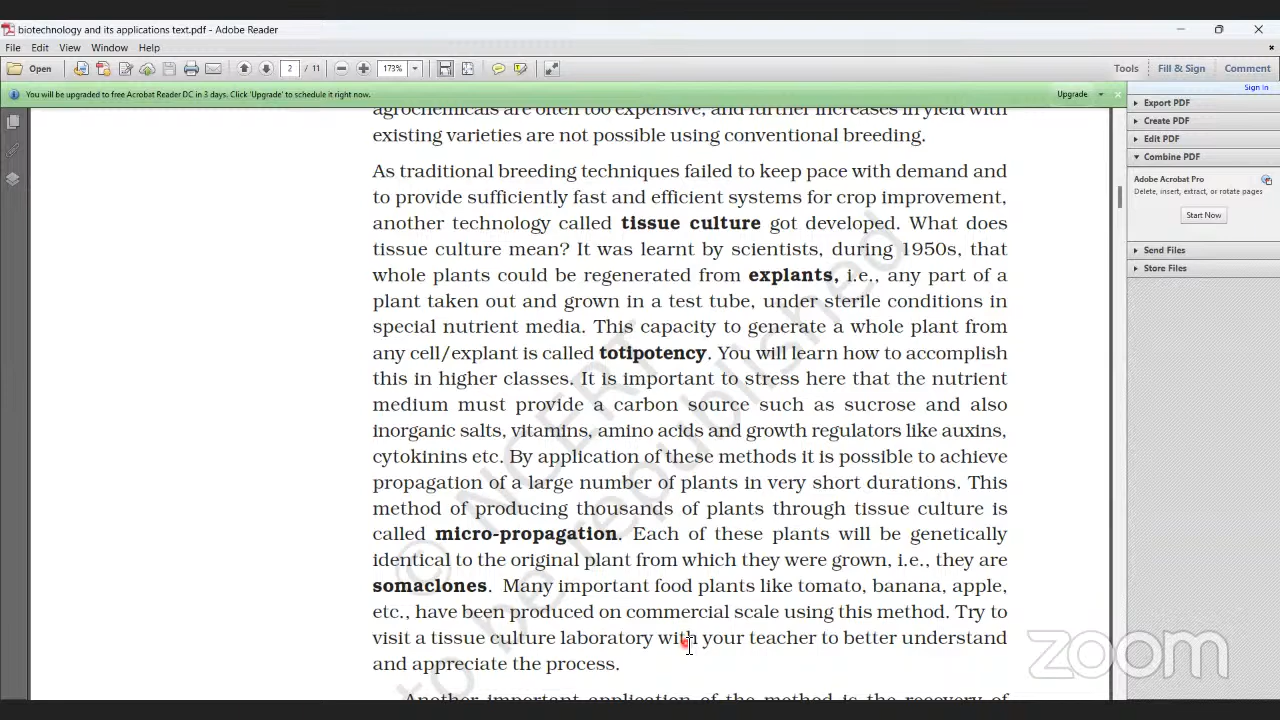 biotechnology and its applications text.pdf - Adobe Reader
File Edit View Window Help
Open 2 / 11 173% Tools Fill & Sign Comment
You will be upgraded to free Acrobat Reader DC in 3 days. Click 'Upgrade' to schedule it right now. Upgrade
Sign In
Export PDF
Create PDF
Edit PDF
Combine PDF
Adobe Acrobat Pro
Delete, insert, extract, or rotate pages
Start Now
Send Files
Store Files
agrochemicals are often too expensive, and further increases in yield with
existing varieties are not possible using conventional breeding.
As traditional breeding techniques failed to keep pace with demand and
to provide sufficiently fast and efficient systems for crop improvement,
another technology called tissue culture got developed. What does
tissue culture mean? It was learnt by scientists, during 1950s, that
whole plants could be regenerated from explants, i.e., any part of a
plant taken out and grown in a test tube, under sterile conditions in
special nutrient media. This capacity to generate a whole plant from
any cell/explant is called totipotency. You will learn how to accomplish
this in higher classes. It is important to stress here that the nutrient
medium must provide a carbon source such as sucrose and also
inorganic salts, vitamins, amino acids and growth regulators like auxins,
cytokinins etc. By application of these methods it is possible to achieve
propagation of a large number of plants in very short durations. This
method of producing thousands of plants through tissue culture is
called micro-propagation. Each of these plants will be genetically
identical to the original plant from which they were grown, i.e., they are
somaclones. Many important food plants like tomato, banana, apple,
etc., have been produced on commercial scale using this method. Try to
visit a tissue culture laboratory with your teacher to better understand
and appreciate the process.
Another important application of the method is the recovery of
© NCERT
to be republished
zoom